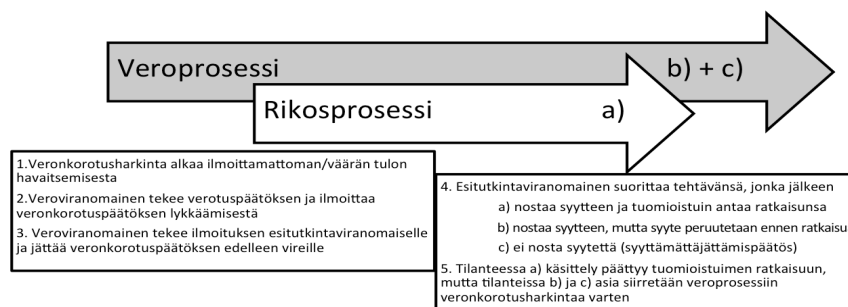 Veroprosessi b) + c)
Rikosprosessi a)
1.Veronkorotusharkinta alkaa ilmoittamattoman/väärän tulon
havaitsemisesta
2.Veroviranomainen tekee verotuspäätöksen ja ilmoittaa
veronkorotuspäätöksen lykkäämisestä
3. Veroviranomainen tekee ilmoituksen esitutkintaviranomaiselle
ja jättää veronkorotuspäätöksen edelleen vireille
4. Esitutkintaviranomainen suorittaa tehtävänsä, jonka jälkeen
a) nostaa syytteen ja tuomioistuin antaa ratkaisunsa
b) nostaa syytteen, mutta syyte peruutetaan ennen ratkaisu
c) ei nosta syytettä (syyttämättäjättämispäätös)
5. Tilanteessa a) käsittely päättyy tuomioistuimen ratkaisuun,
mutta tilanteissa b) ja c) asia siirretään veroprosessiin
veronkorotusharkintaa varten